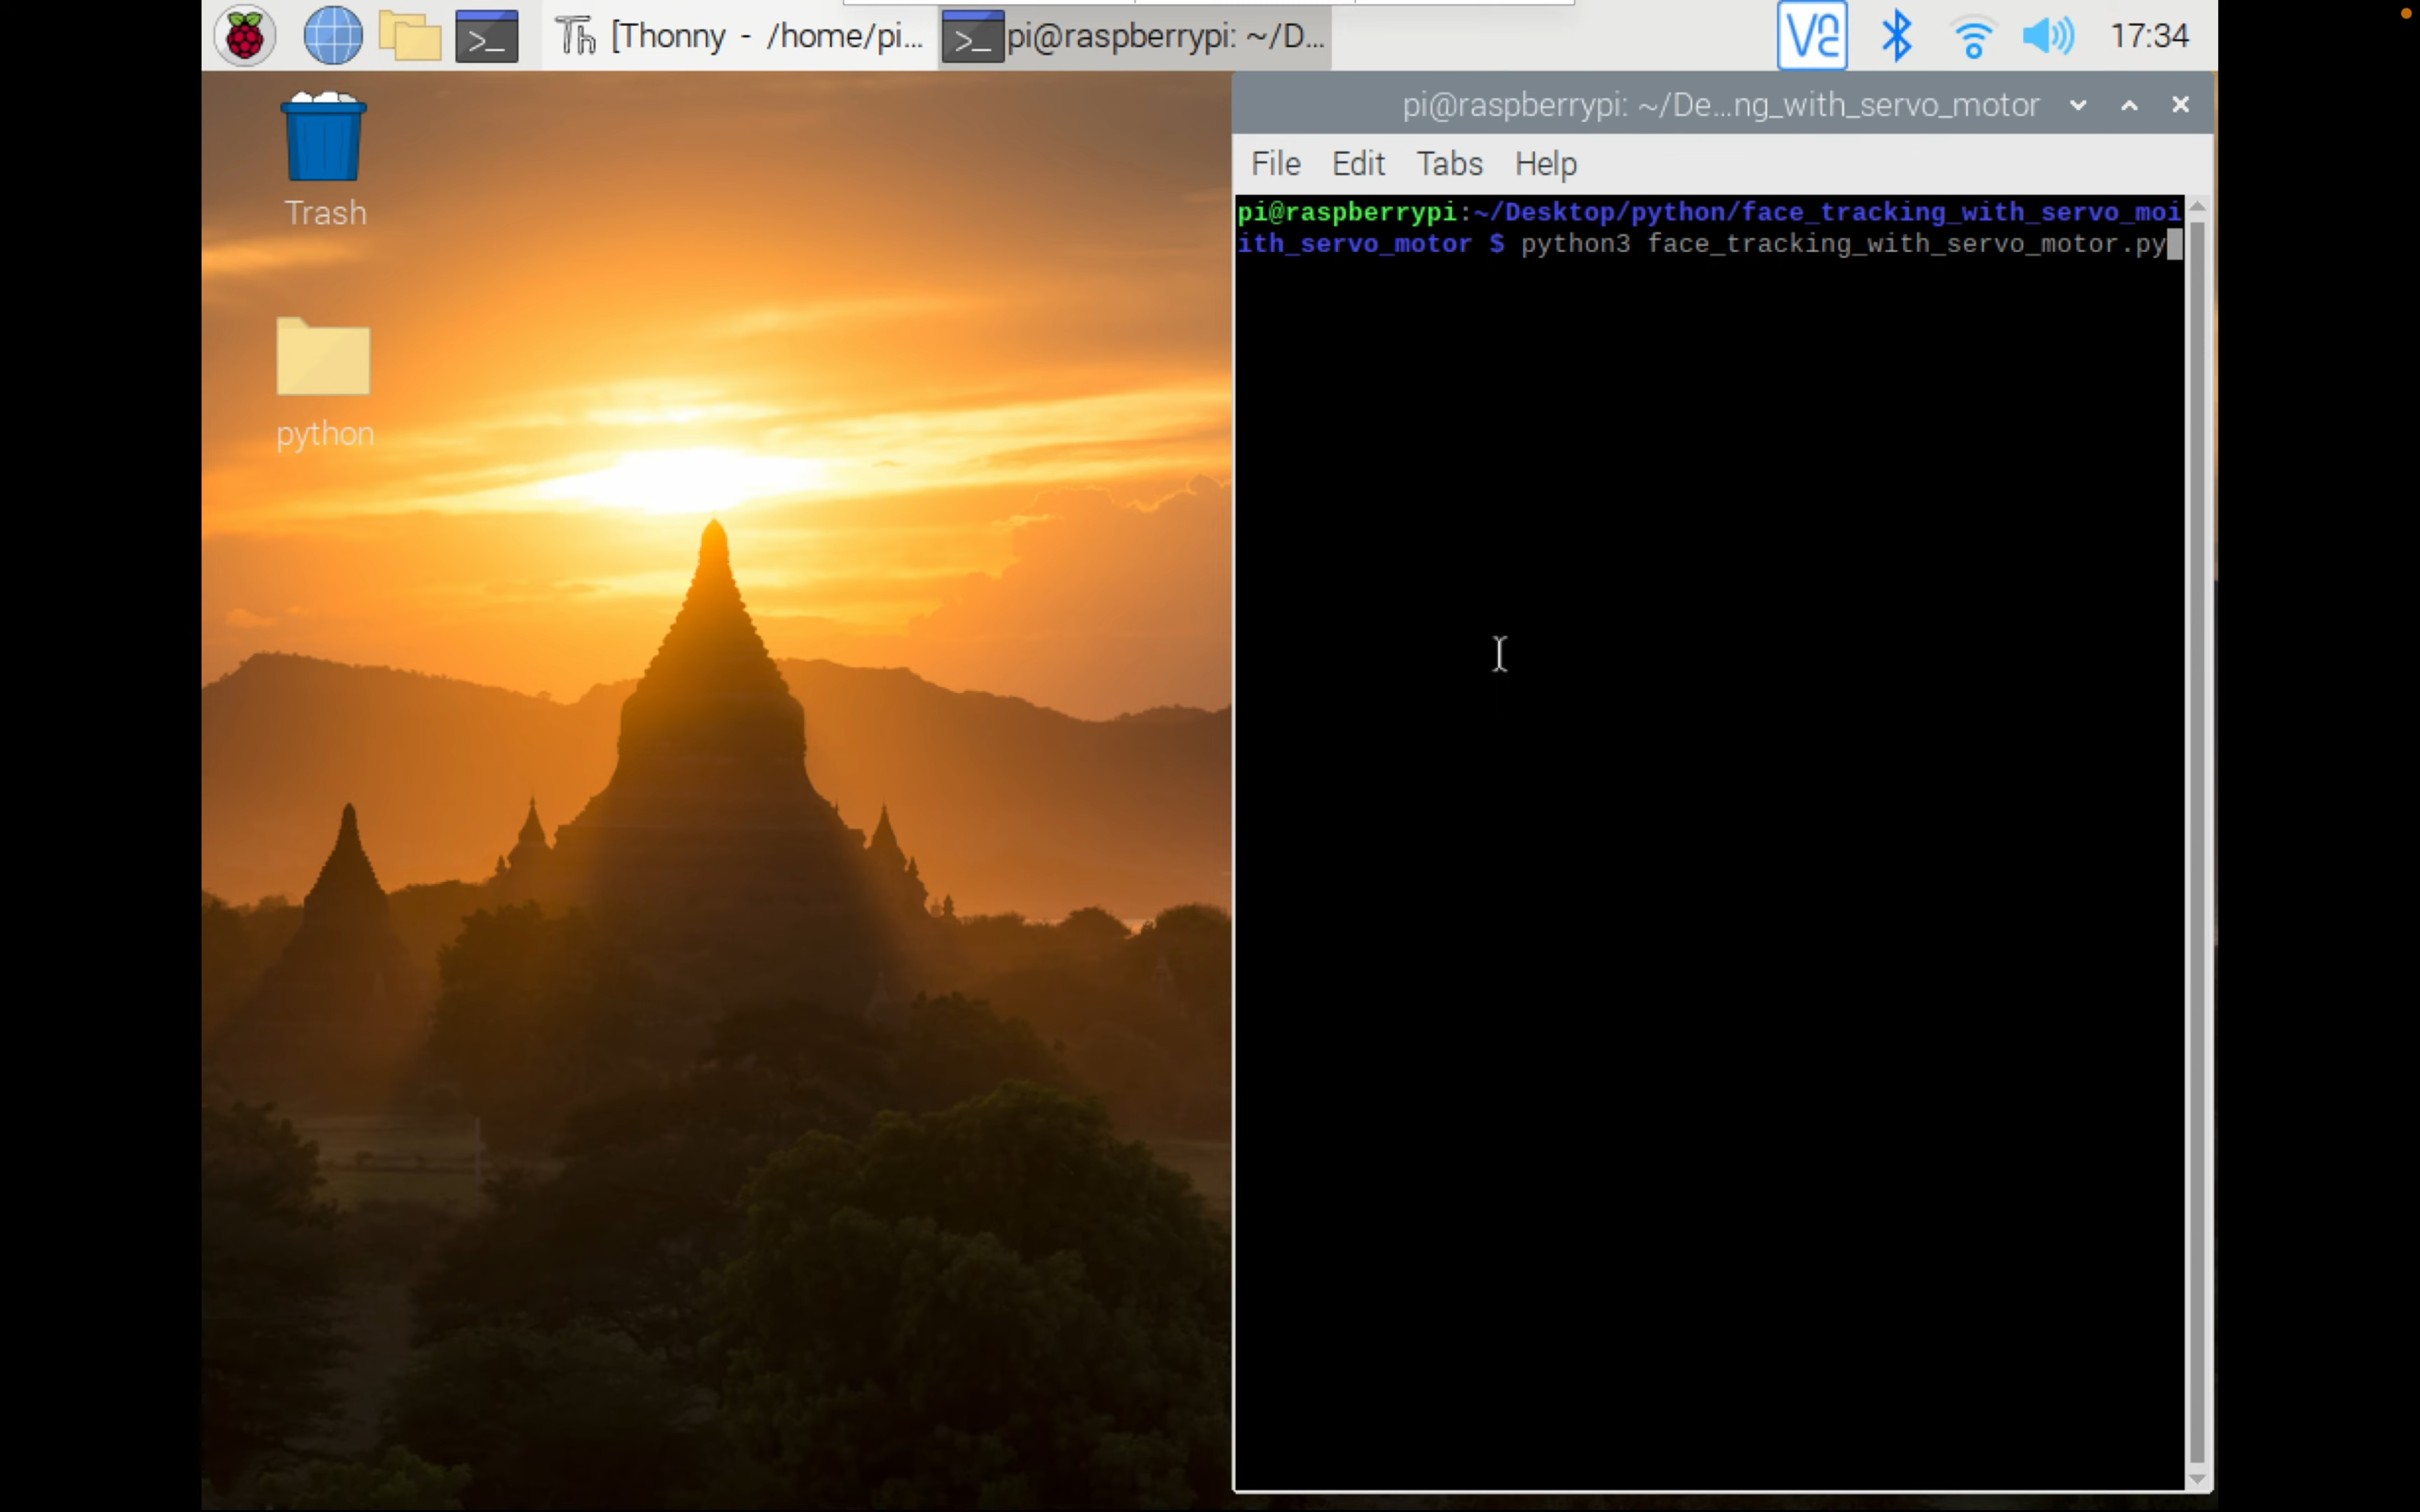 [Thonny - /home/pi...
pi@raspberrypi: ~/D...
17:34
Trash
python
pi@raspberrypi: ~/De...ng_with_servo_motor
File Edit Tabs Help
pi@raspberrypi:~/Desktop/python/face_tracking_with_servo_moi
ith_servo_motor $ python3 face_tracking_with_servo_motor.py